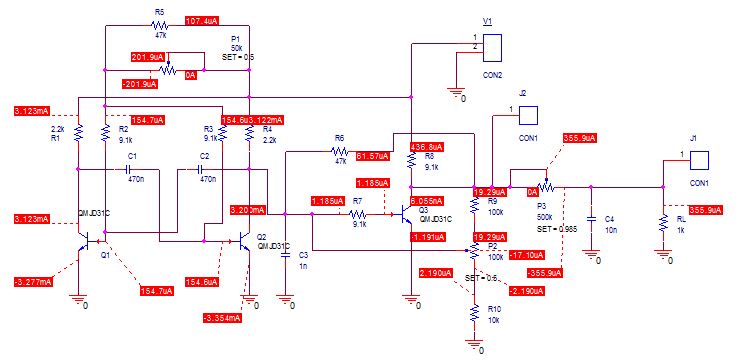 R5
47k
107.4uA
V1
1
2
CON2
P1
50k
SET = 0.5
201.9uA
0A
-201.9uA
0
J2
1
CON1
3.123mA
154.7uA
154.6u
3.122mA
2.2k
R1
R2
9.1k
R3
9.1k
R4
2.2k
R6
47k
61.57uA
436.8uA
R8
9.1k
355.9uA
J1
1
CON1
C1
470n
C2
470n
1.185uA
R7
9.1k
1.185uA
6.055nA
Q3
QMJD31C
19.29uA
R9
100k
0A
P3
500k
SET = 0.985
C4
10n
RL
1k
355.9uA
QMJD31C
3.123mA
3.200mA
Q1
Q2
QMJD31C
C3
1n
-1.191uA
19.29uA
P2
100k
-17.10uA
-355.9uA
2.190uA
SET = 0.6
-2.190uA
-3.277mA
154.7uA
154.6uA
-3.354mA
R10
10k
0
0
0
0
0
0
0